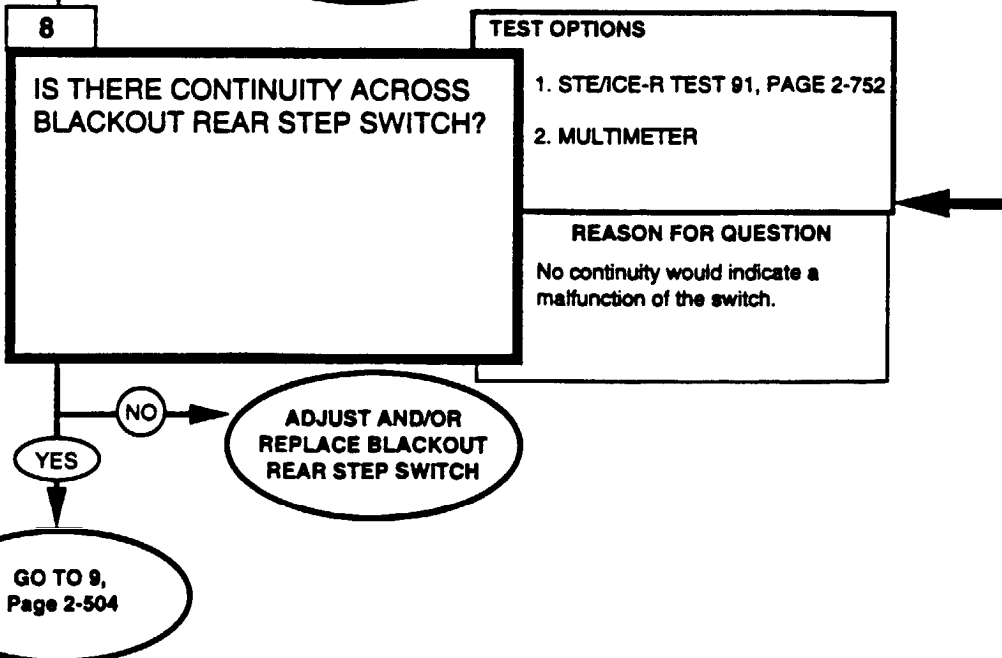 8
IS THERE CONTINUITY ACROSS
BLACKOUT REAR STEP SWITCH?
TEST OPTIONS
1. STE/ICE-R TEST 91, PAGE 2-752
2. MULTIMETER
REASON FOR QUESTION
No continuity would indicate a
malfunction of the switch.
NO
ADJUST AND/OR
REPLACE BLACKOUT
REAR STEP SWITCH
YES
GO TO 9,
Page 2-504